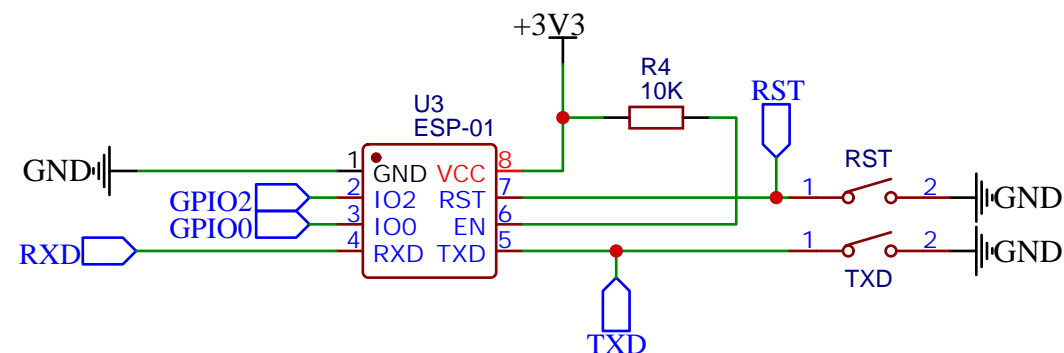 +3V3
R4
10K
RST
U3
ESP-01
RST
GND
1
GND
VCC
8
1
2
GND
GPIO2
2
IO2
RST
7
GPIO0
3
IO0
EN
6
RXD
4
RXD
TXD
5
1
2
GND
TXD
TXD